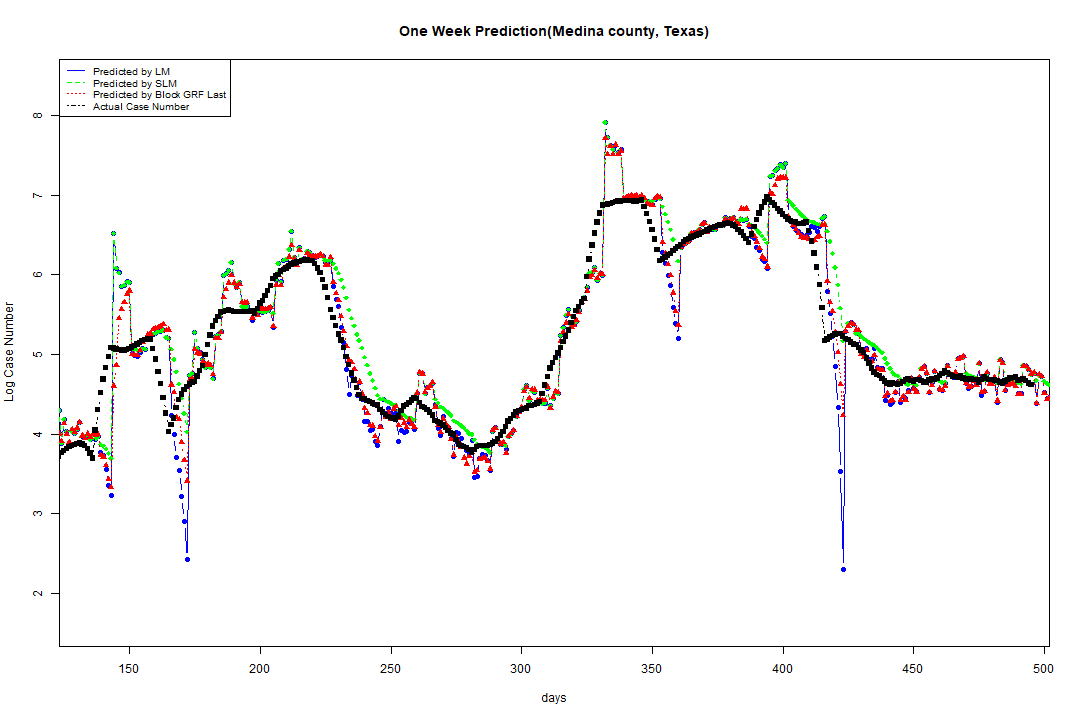 One Week Prediction(Medina county, Texas)
Predicted by LM
Predicted by SLM
Predicted by Block GRF Last
Actual Case Number
Log Case Number
8
7
6
5
4
3
2
150 200 250 300 350 400 450 500
days